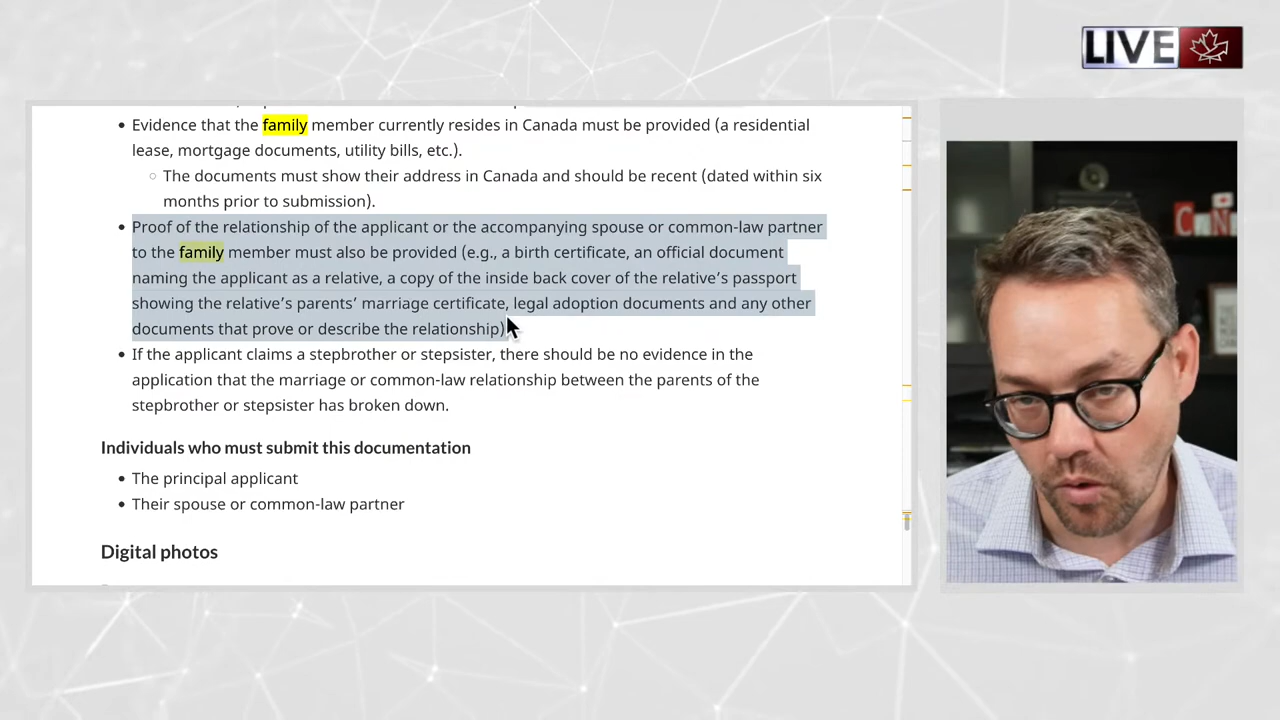 LIVE
Evidence that the family member currently resides in Canada must be provided (a residential
lease, mortgage documents, utility bills, etc.).
The documents must show their address in Canada and should be recent (dated within six
months prior to submission).
Proof of the relationship of the applicant or the accompanying spouse or common-law partner
to the family member must also be provided (e.g., a birth certificate, an official document
naming the applicant as a relative, a copy of the inside back cover of the relative’s passport
showing the relative’s parents’ marriage certificate, legal adoption documents and any other
documents that prove or describe the relationship)
If the applicant claims a stepbrother or stepsister, there should be no evidence in the
application that the marriage or common-law relationship between the parents of the
stepbrother or stepsister has broken down.
Individuals who must submit this documentation
The principal applicant
Their spouse or common-law partner
Digital photos